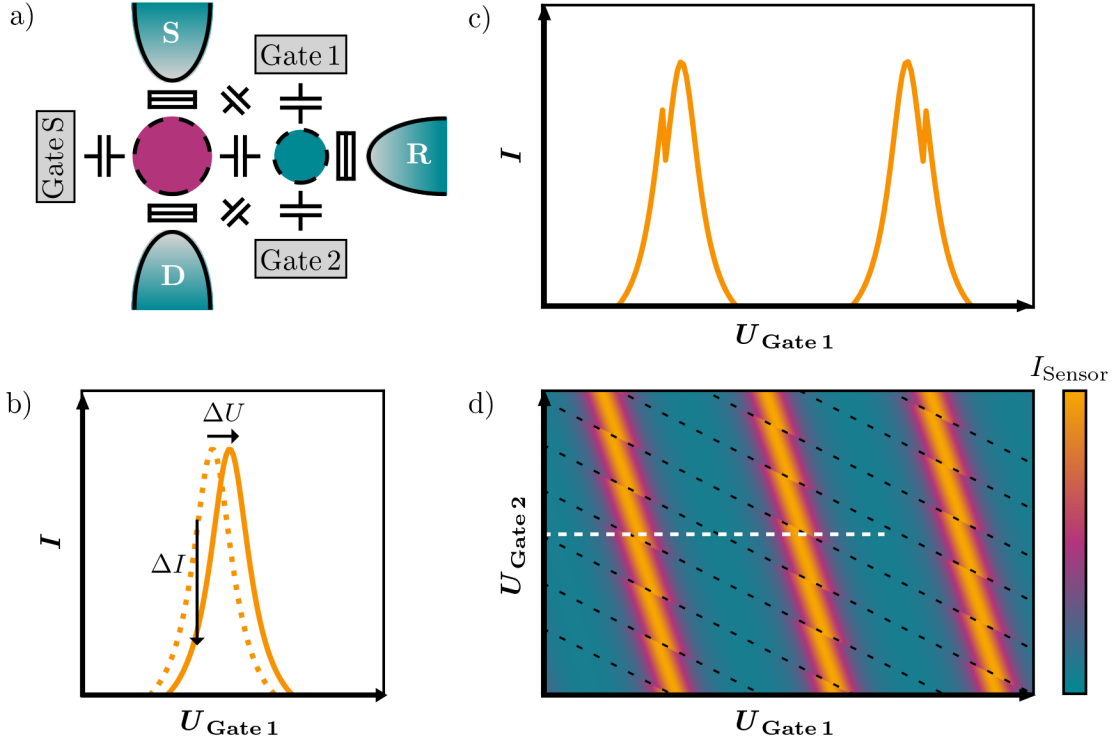 a)
S
Gate 1
Gate S
R
D
Gate 2
b)
ΔU
I
ΔI
U Gate 1
c)
I
U Gate 1
d)
I Sensor
U Gate 2
U Gate 1